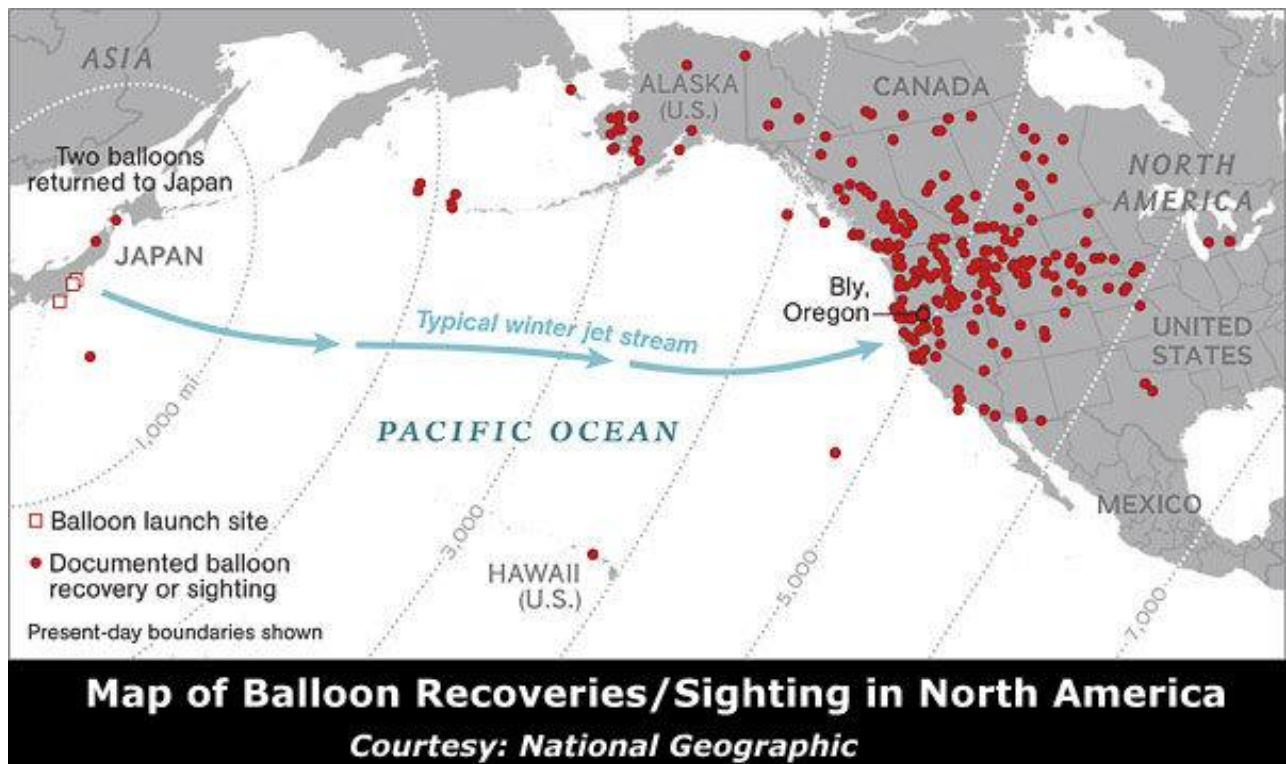 ASIA
ALASKA
(U.S.)
CANADA
Two balloons
returned to Japan
NORTH
AMERICA
JAPAN
Bly,
Oregon
Typical winter jet stream
UNITED
STATES
1,000 mi
PACIFIC OCEAN
MEXICO
Balloon launch site
3,000
Documented balloon
recovery or sighting
HAWAII
(U.S.)
5,000
7,000
Present-day boundaries shown
Map of Balloon Recoveries/Sighting in North America
Courtesy: National Geographic